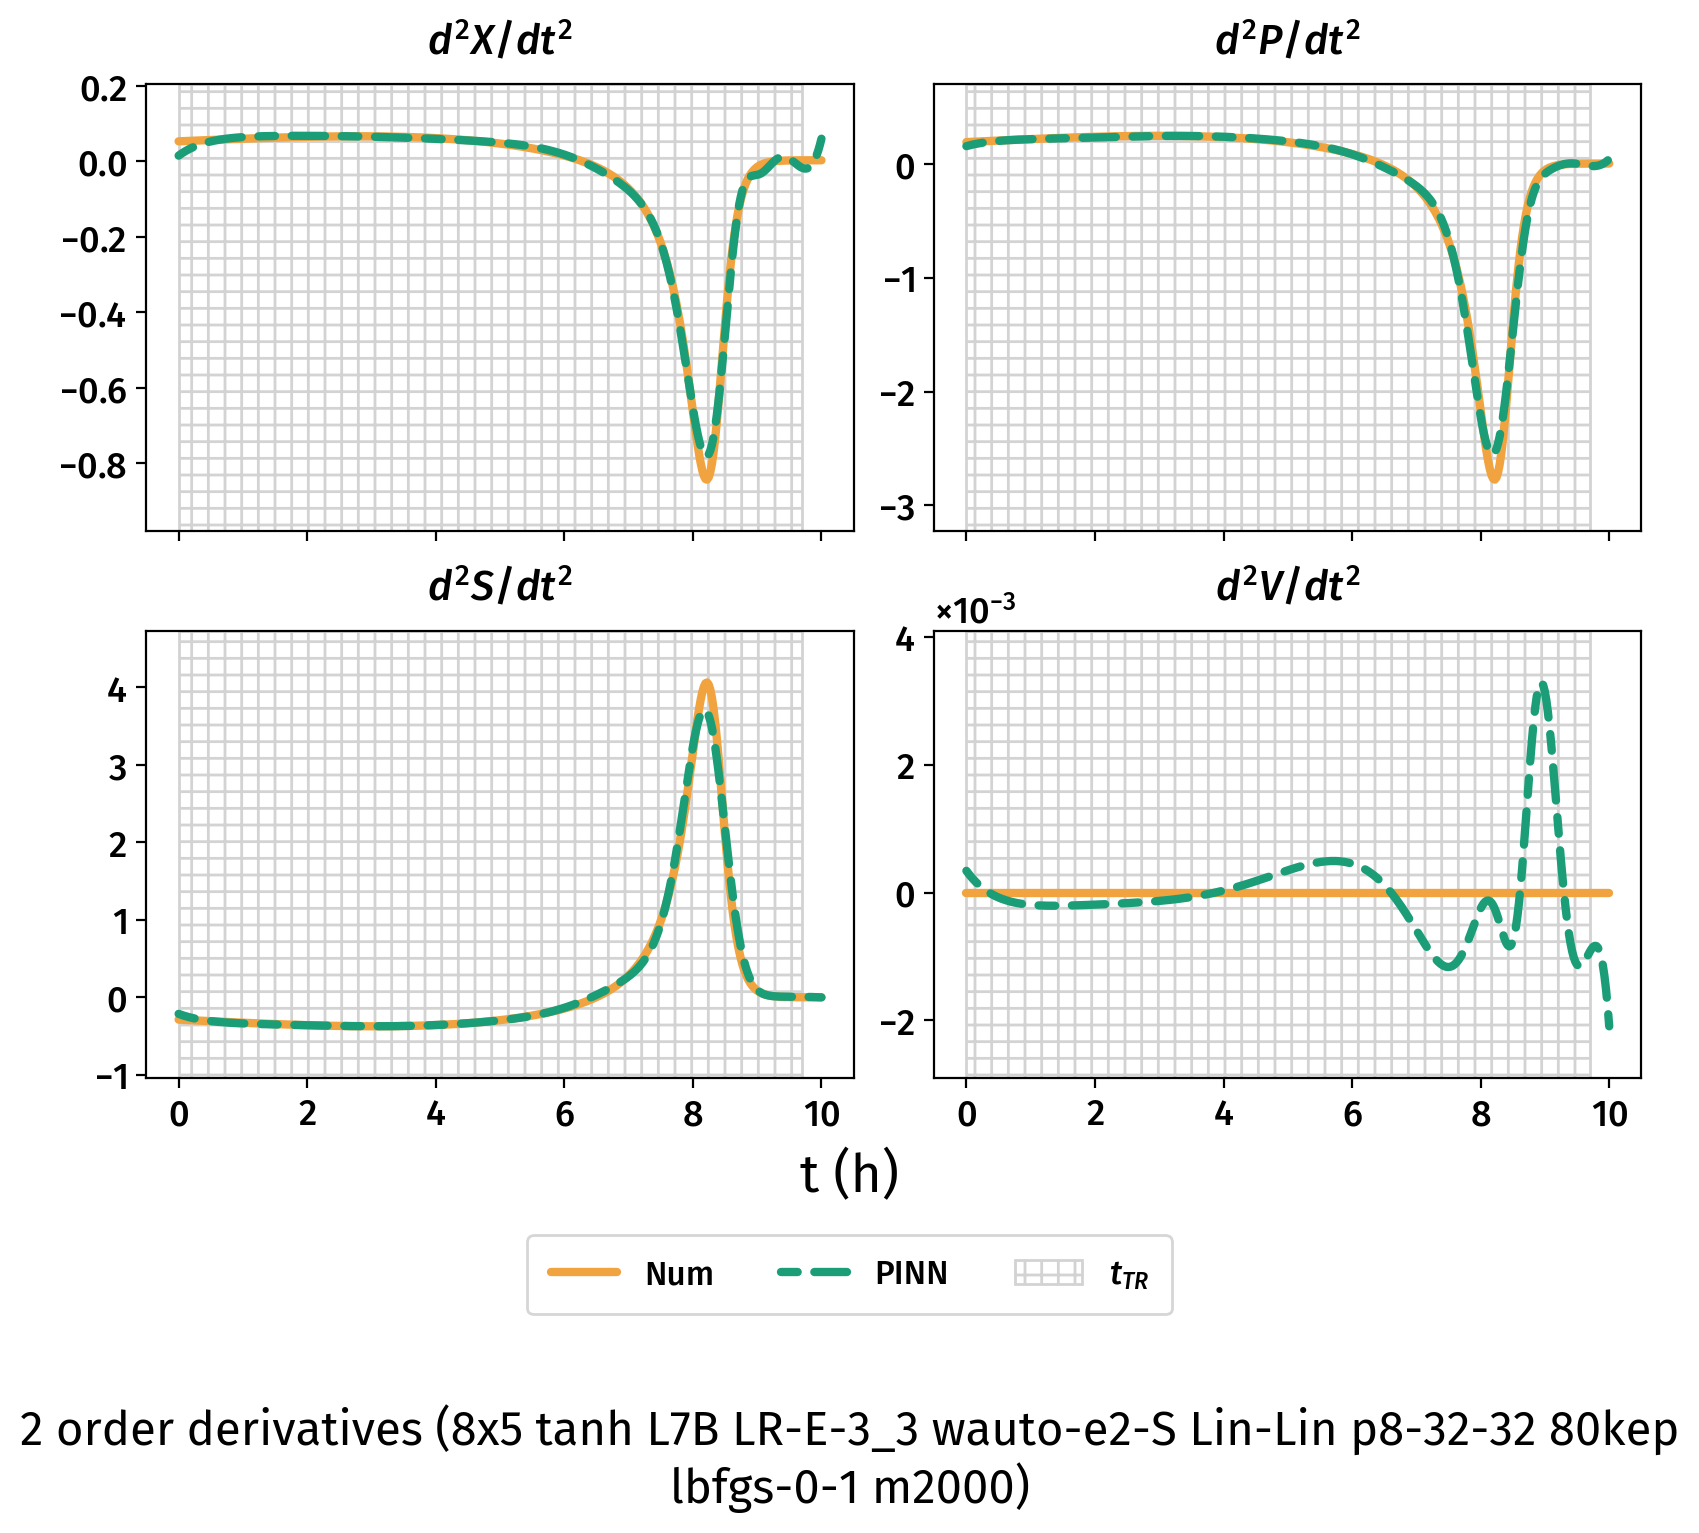 d²X/dt²
d²P/dt²
0.2
0.0
−0.2
−0.4
−0.6
−0.8
0
−1
−2
−3
d²S/dt²
d²V/dt²
×10⁻³
4
3
2
1
0
−1
4
2
0
−2
0 2 4 6 8 10
0 2 4 6 8 10
t (h)
Num PINN t_TR
2 order derivatives (8x5 tanh L7B LR-E-3_3 wauto-e2-S Lin-Lin p8-32-32 80kep
lbfgs-0-1 m2000)